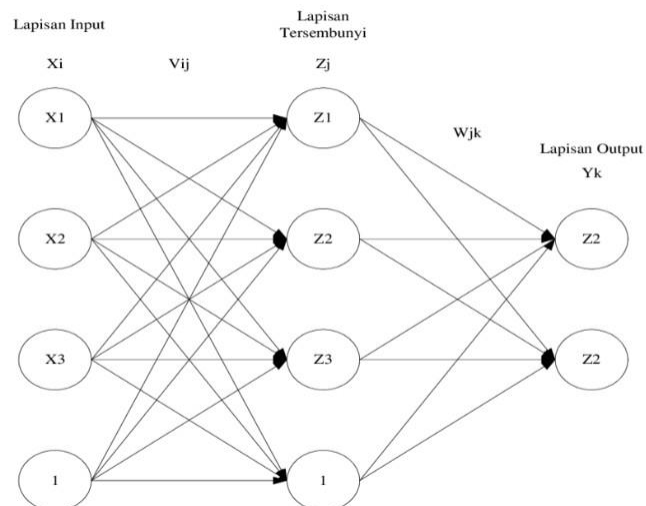 Lapisan Input
Lapisan
Tersembunyi
Xi
Vij
Zj
X1
Z1
Wjk
Lapisan Output
Yk
X2
Z2
Z2
X3
Z3
Z2
1
1